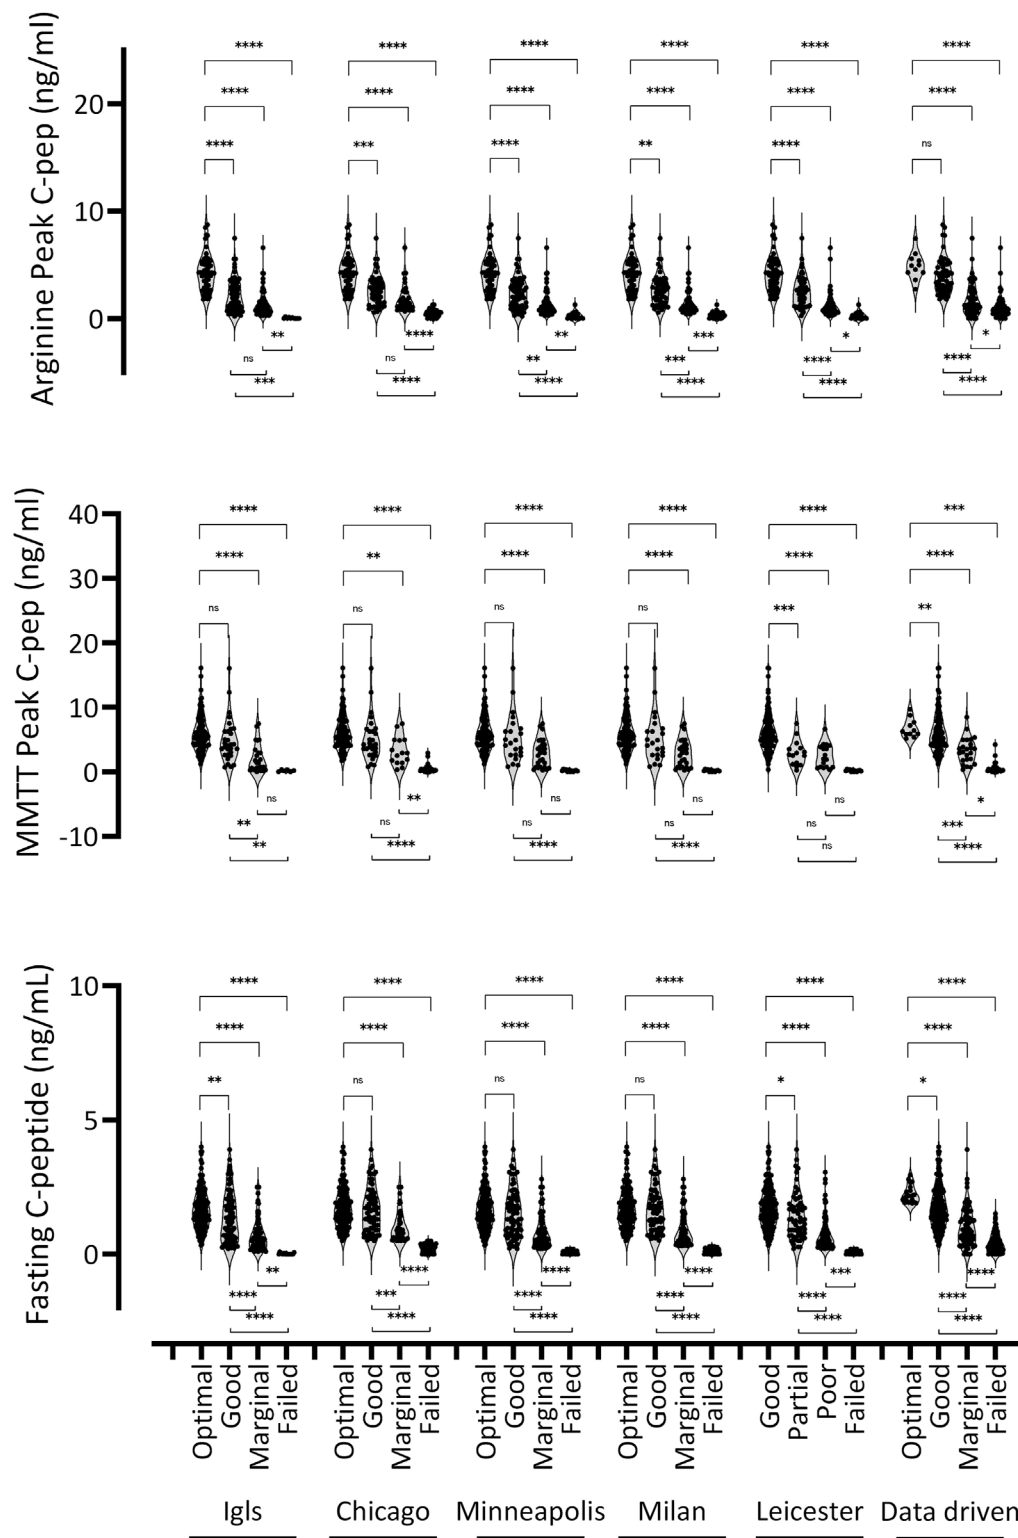 Arginine Peak C-pep (ng/ml)
**** **** **** **** **** ****
20
**** **** **** **** **** ****
**** *** **** ** **** ns
10
0
** **** ** *** * *
ns ns ** *** **** ****
*** **** **** **** **** ****
MMTT Peak C-pep (ng/ml)
40
**** **** **** **** **** ***
30
**** ** **** **** **** ****
ns ns ns ns *** **
20
10
0
ns ** ns ns ns *
-10
** ns ns ns ns ***
** **** **** **** ns ****
Fasting C-peptide (ng/mL)
10
**** **** **** **** **** ****
**** **** **** **** **** ****
** ns ns ns * *
5
0
** **** **** **** *** ****
**** *** **** **** **** ****
**** **** **** **** **** ****
Optimal Good Marginal Failed Optimal Good Marginal Failed Optimal Good Marginal Failed Optimal Good Marginal Failed Good Partial Poor Failed Optimal Good Marginal Failed
Igls Chicago Minneapolis Milan Leicester Data driven